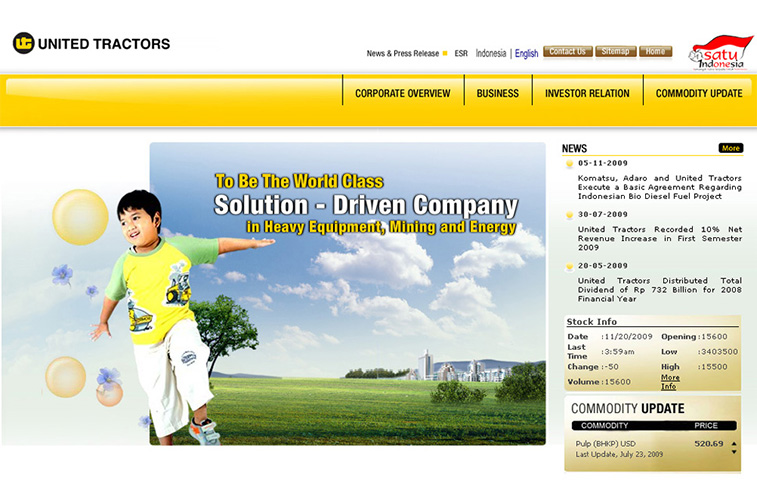 UT UNITED TRACTORS
News & Press Release ESR Indonesia | English Contact Us Sitemap Home
satu
Indonesia
CORPORATE OVERVIEW BUSINESS INVESTOR RELATION COMMODITY UPDATE
To Be The World Class
Solution - Driven Company
in Heavy Equipment, Mining and Energy
NEWS More
05-11-2009
Komatsu, Adaro and United Tractors
Execute a Basic Agreement Regarding
Indonesian Bio Diesel Fuel Project
30-07-2009
United Tractors Recorded 10% Net
Revenue Increase in First Semester
2009
20-05-2009
United Tractors Distributed Total
Dividend of Rp 732 Billion for 2008
Financial Year
Stock Info
Date :11/20/2009 Opening :15600
Last
Time :3:59am Low :3403500
Change :-50 High :15500
Volume :15600 More
Info
COMMODITY UPDATE
COMMODITY PRICE
Pulp (BHKP) USD 520.69
Last Update, July 23, 2009